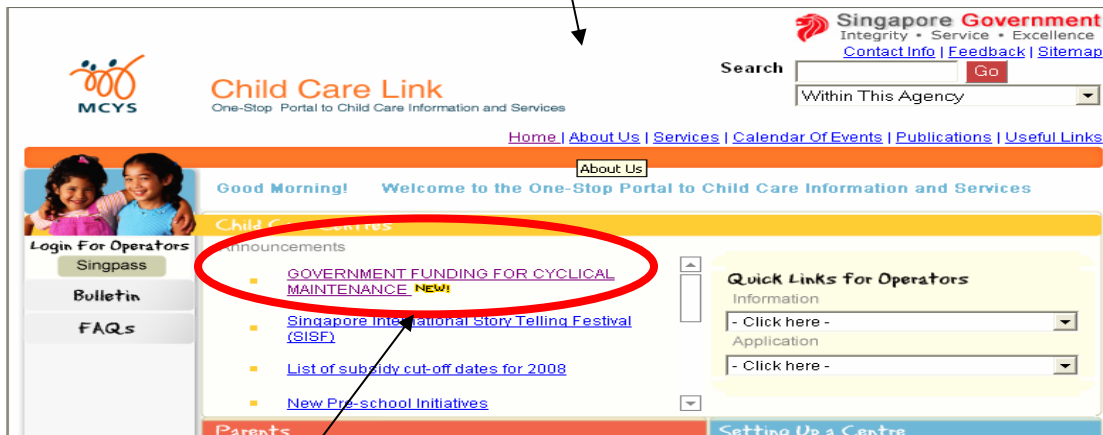 Singapore Government
Integrity • Service • Excellence
Contact Info | Feedback | Sitemap
Search
Go
Within This Agency
MCYS
Child Care Link
One-Stop Portal to Child Care Information and Services
Home | About Us | Services | Calendar Of Events | Publications | Useful Links
About Us
Good Morning! Welcome to the One-Stop Portal to Child Care Information and Services
Child Care Centres
Login For Operators
Singpass
Bulletin
FAQs
Announcements
GOVERNMENT FUNDING FOR CYCLICAL
MAINTENANCE NEW!
Singapore International Story Telling Festival
(SISF)
List of subsidy cut-off dates for 2008
New Pre-school Initiatives
Quick Links for Operators
Information
- Click here -
Application
- Click here -
Parents
Setting Up a Centre